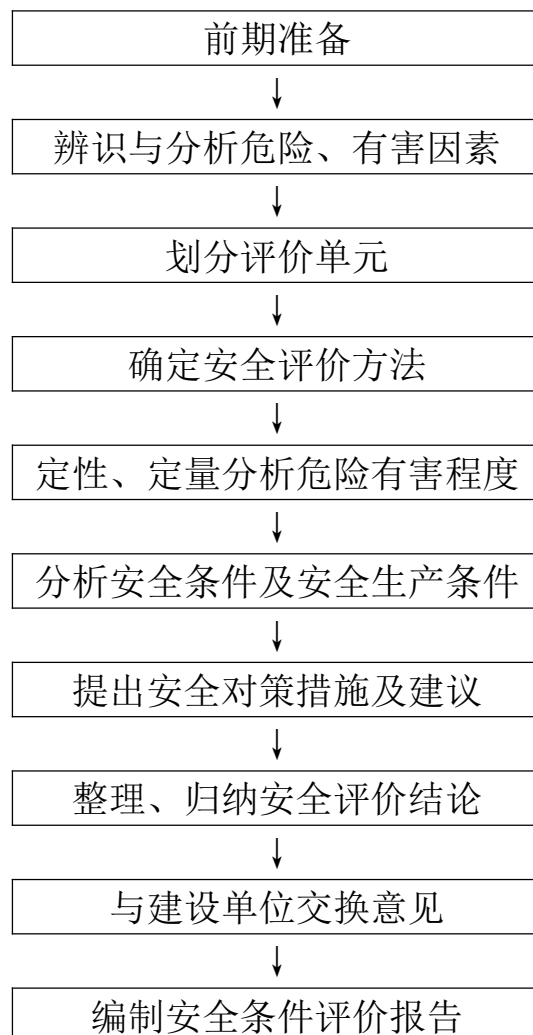 前期准备
辨识与分析危险、有害因素
划分评价单元
确定安全评价方法
定性、定量分析危险有害程度
分析安全条件及安全生产条件
提出安全对策措施及建议
整理、归纳安全评价结论
与建设单位交换意见
编制安全条件评价报告